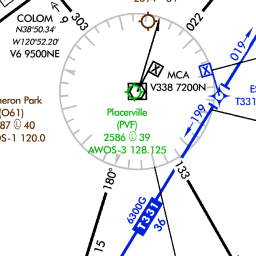 COLOM
N38°50.34'
W120°52.20'
V6 9500NE
303
022
MCA
V338 7200N
019
T331
Placerville
(PVF)
2586 39
AWOS-3 128.125
meron Park
(O61)
87 40
S-1 120.0
199
133
180°
6300G
T331
36
15